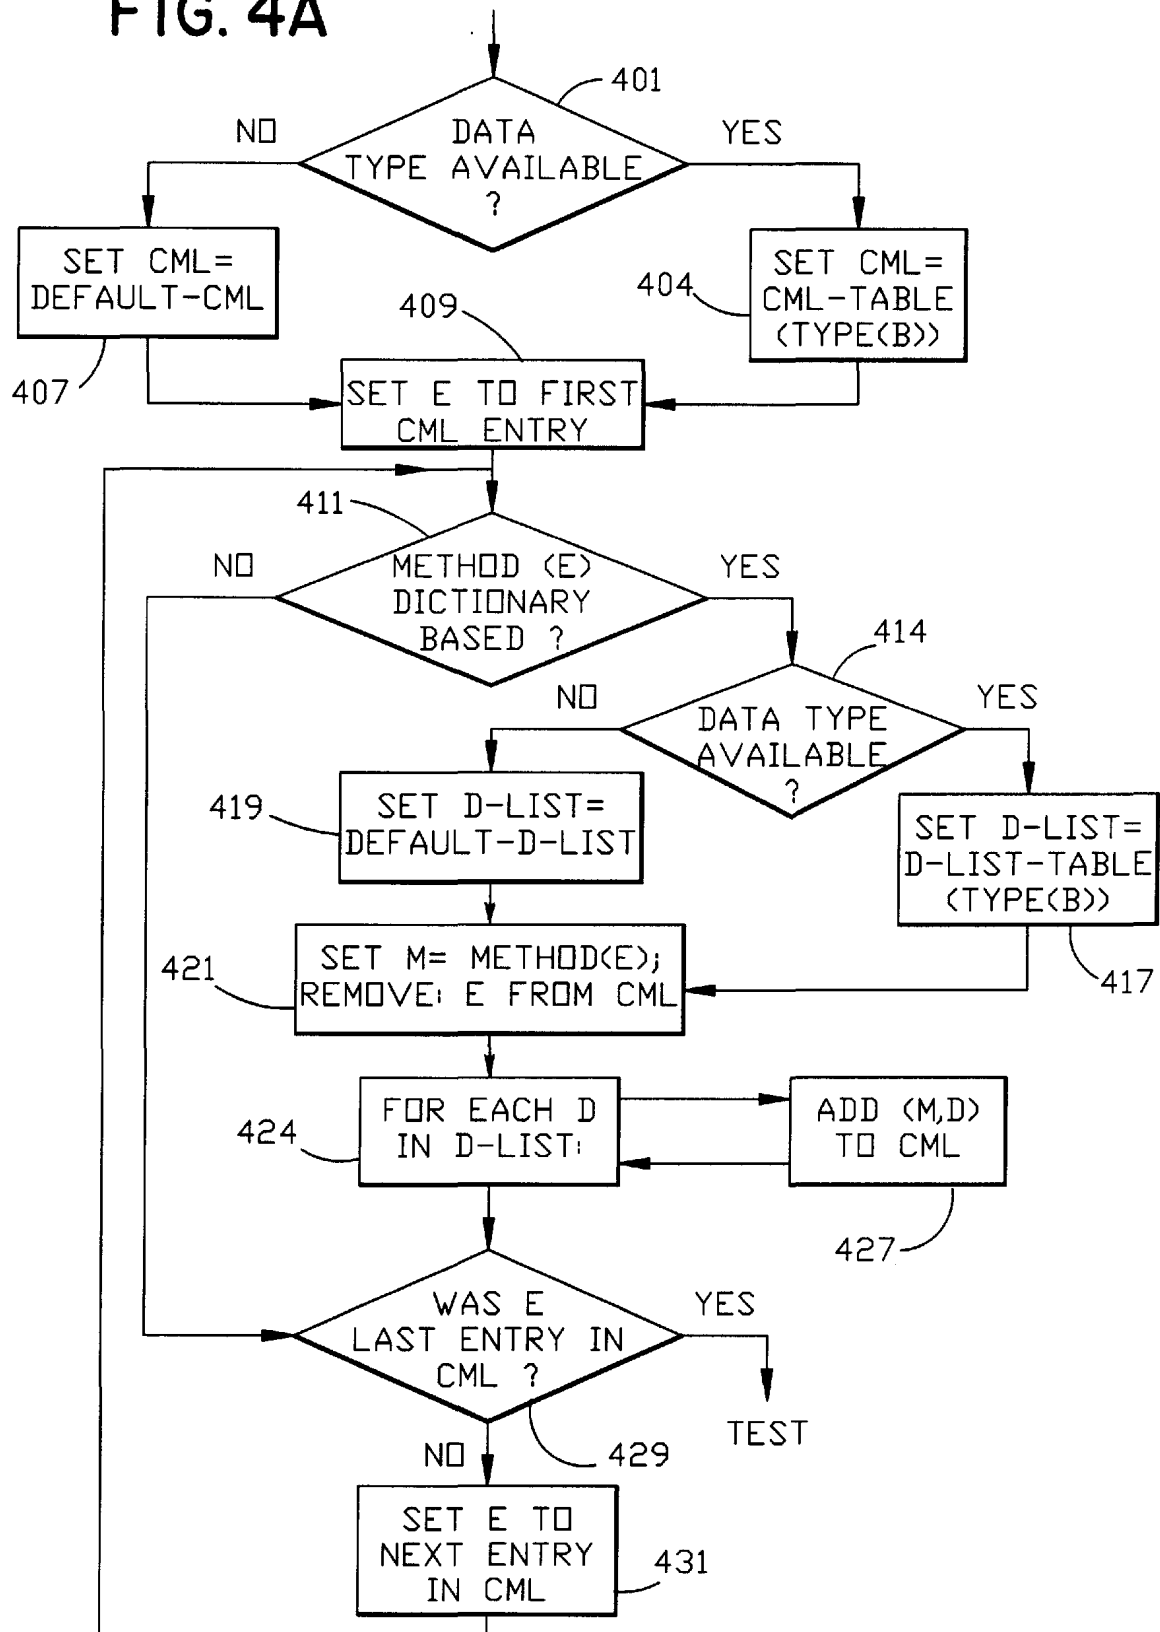 FIG. 4A
401
NO
DATA
TYPE AVAILABLE
?
YES
SET CML=
DEFAULT-CML
407
SET CML=
CML-TABLE
(TYPE(B))
404
409
SET E TO FIRST
CML ENTRY
411
NO
METHOD (E)
DICTIONARY
BASED ?
YES
414
NO
DATA TYPE
AVAILABLE
?
YES
419
SET D-LIST=
DEFAULT-D-LIST
SET D-LIST=
D-LIST-TABLE
(TYPE(B))
417
421
SET M= METHOD(E);
REMOVE: E FROM CML
424
FOR EACH D
IN D-LIST:
ADD (M,D)
TO CML
427
WAS E
LAST ENTRY IN
CML ?
YES
TEST
429
NO
SET E TO
NEXT ENTRY
IN CML
431